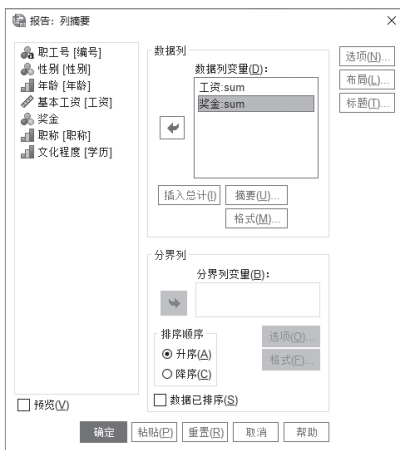 报告：列摘要
职工号 [编号]
性别 [性别]
年龄 [年龄]
基本工资 [工资]
奖金
职称 [职称]
文化程度 [学历]
数据列
数据列变量(D)：
工资:sum
奖金:sum
插入总计(I)
摘要(U)...
格式(M)...
选项(N)...
布局(L)...
标题(T)...
分界列
分界列变量(B)：
排序顺序
升序(A)
降序(C)
选项(O)...
格式(F)...
数据已排序(S)
预览(V)
确定
粘贴(P)
重置(R)
取消
帮助